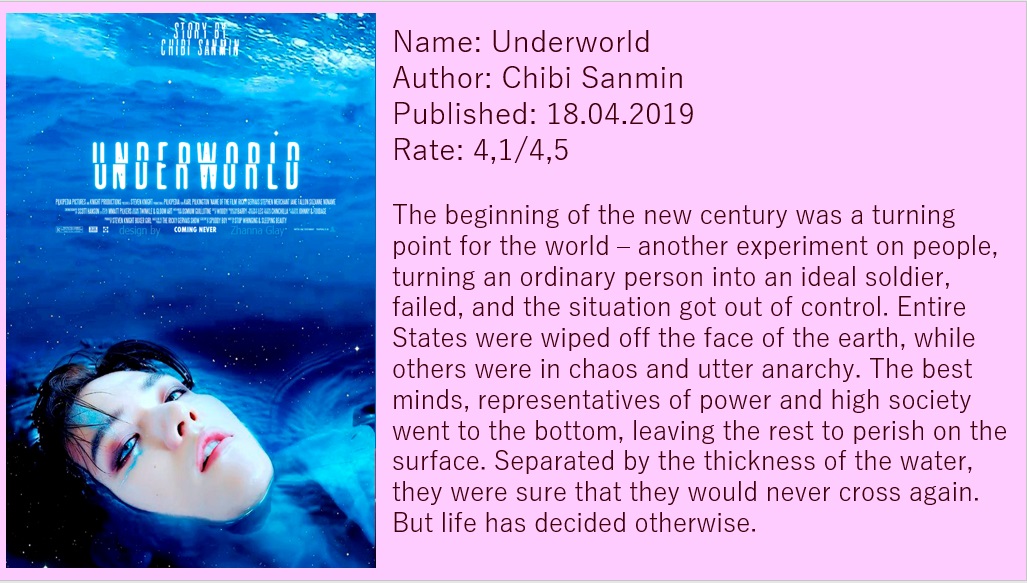 STORY BY
CHIBI SANMIN
UNDERWORLD
design by COMING NEVER Zhanna Glay
Name: Underworld
Author: Chibi Sanmin
Published: 18.04.2019
Rate: 4,1/4,5
The beginning of the new century was a turning
point for the world – another experiment on people,
turning an ordinary person into an ideal soldier,
failed, and the situation got out of control. Entire
States were wiped off the face of the earth, while
others were in chaos and utter anarchy. The best
minds, representatives of power and high society
went to the bottom, leaving the rest to perish on the
surface. Separated by the thickness of the water,
they were sure that they would never cross again.
But life has decided otherwise.